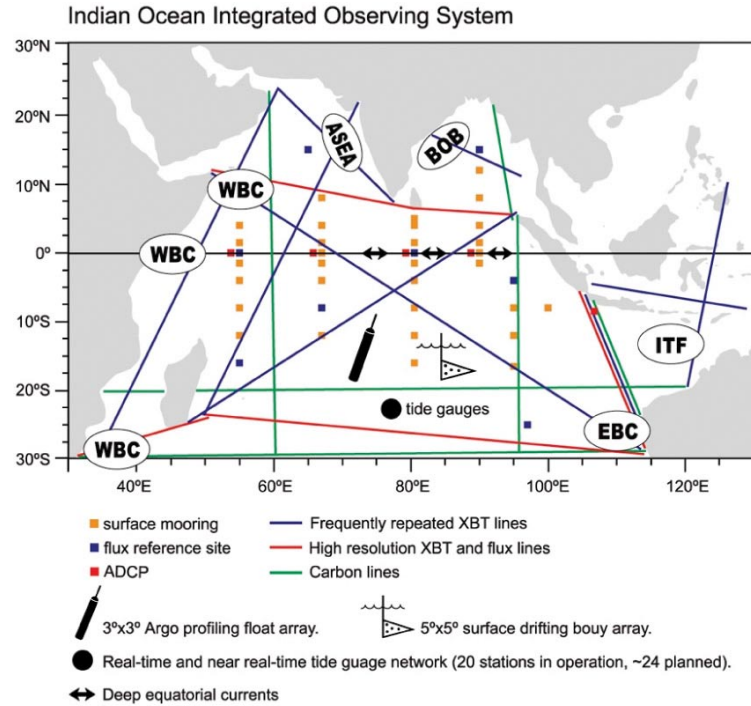 Indian Ocean Integrated Observing System
30ºN
20ºN
10ºN
0º
10ºS
20ºS
30ºS
ASEA
BOB
WBC
WBC
ITF
tide gauges
WBC
EBC
40ºE
60ºE
80ºE
100ºE
120ºE
surface mooring
Frequently repeated XBT lines
flux reference site
High resolution XBT and flux lines
ADCP
Carbon lines
3ºx3º Argo profiling float array.
5ºx5º surface drifting bouy array.
Real-time and near real-time tide guage network (20 stations in operation, ~24 planned).
Deep equatorial currents